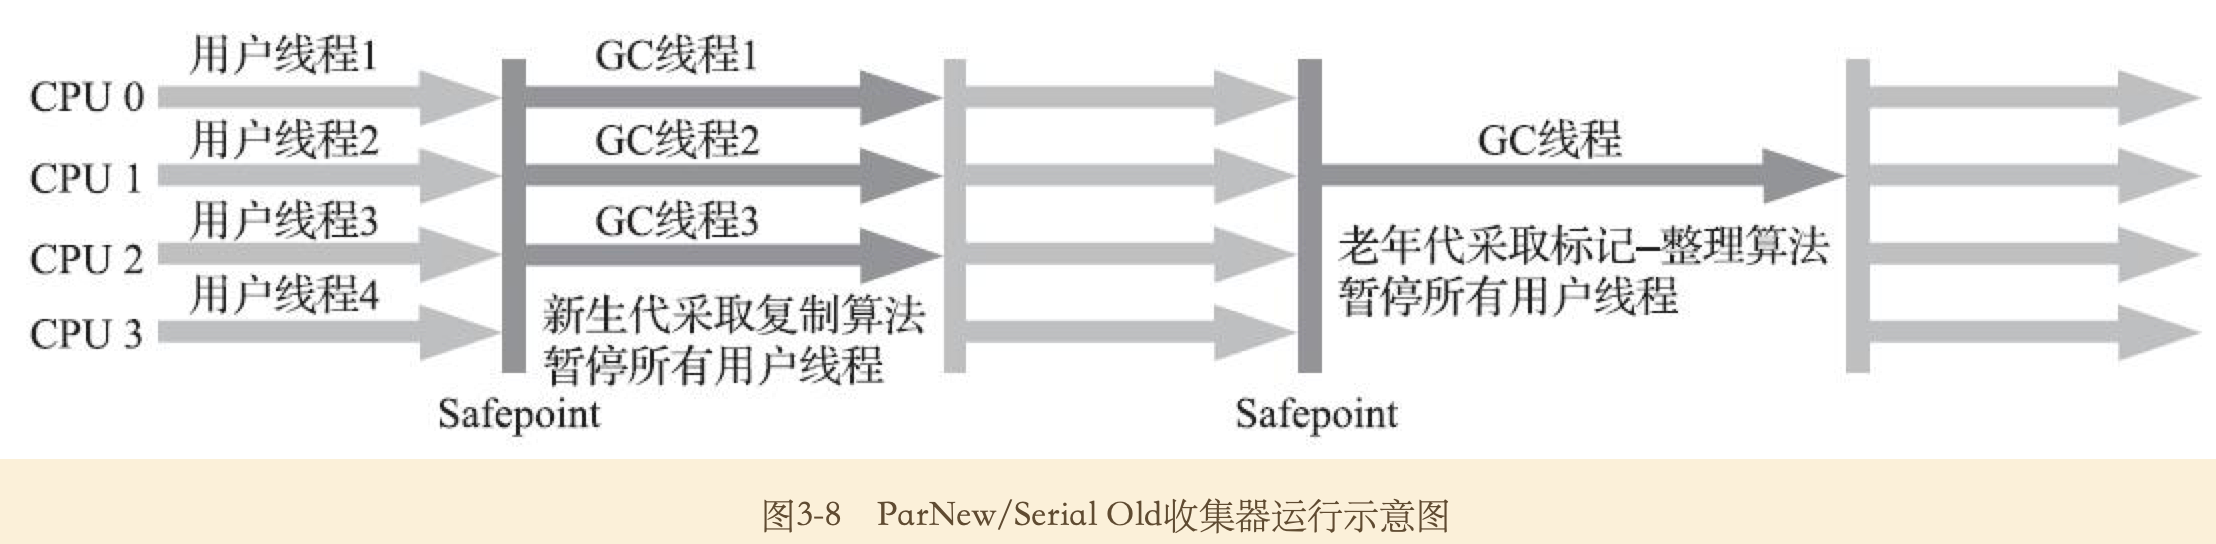 用户线程1
GC线程1
CPU 0
用户线程2
GC线程2
GC线程
CPU 1
用户线程3
GC线程3
CPU 2
老年代采取标记–整理算法
暂停所有用户线程
用户线程4
新生代采取复制算法
暂停所有用户线程
CPU 3
Safepoint
Safepoint
图3-8 ParNew/Serial Old收集器运行示意图